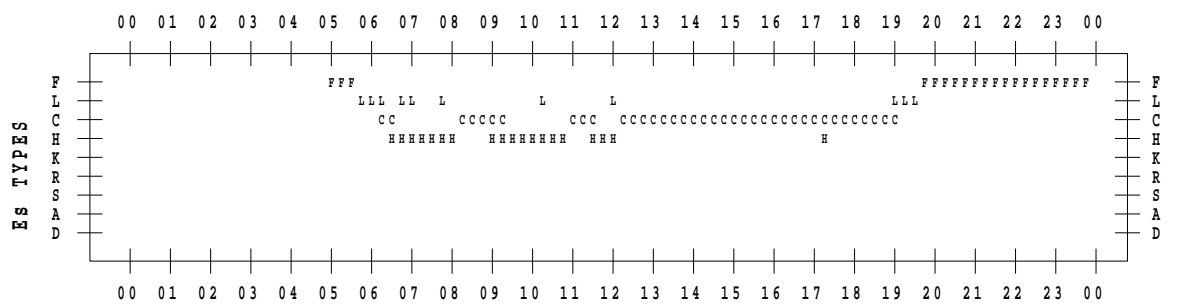 00 01 02 03 04 05 06 07 08 09 10 11 12 13 14 15 16 17 18 19 20 21 22 23 00
F FFF FFFFFFFFFFFFFFFFF F
L LLL LL L L L LLL L
C CC CCCCC CCC CCCCCCCCCCCCCCCCCCCCCCCCCCCC C
H HHHHHHH HHHHHHHH HHH H H
K K
R R
S S
A A
D D
Es TYPES
00 01 02 03 04 05 06 07 08 09 10 11 12 13 14 15 16 17 18 19 20 21 22 23 00